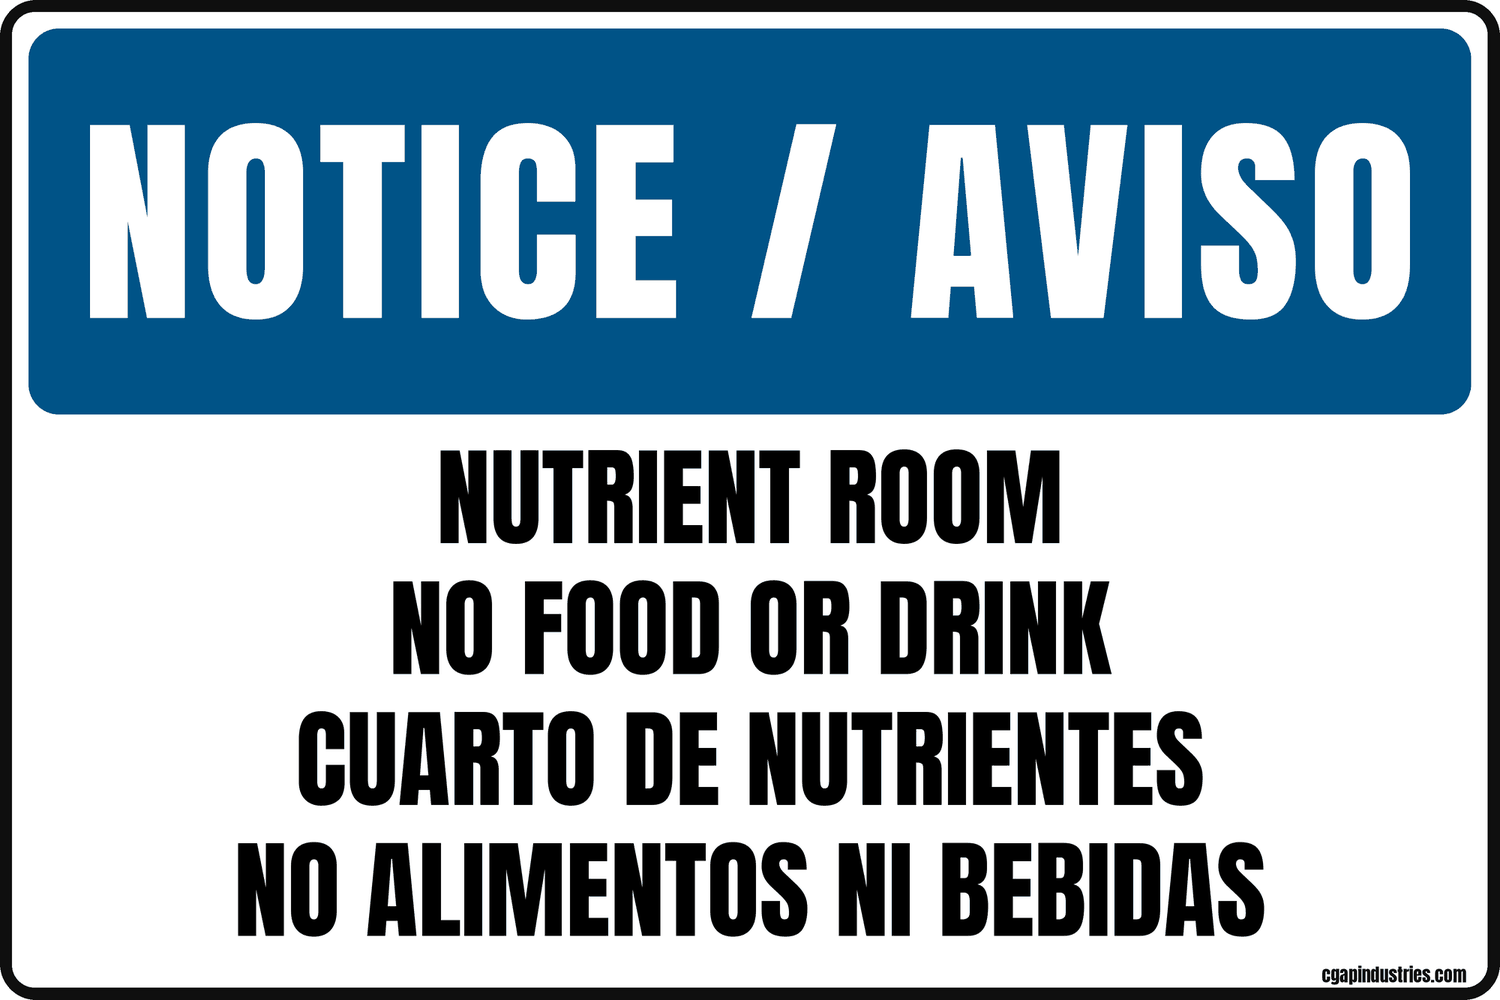 NOTICE / AVISO
NUTRIENT ROOM
NO FOOD OR DRINK
CUARTO DE NUTRIENTES
NO ALIMENTOS NI BEBIDAS
cgapindustries.com